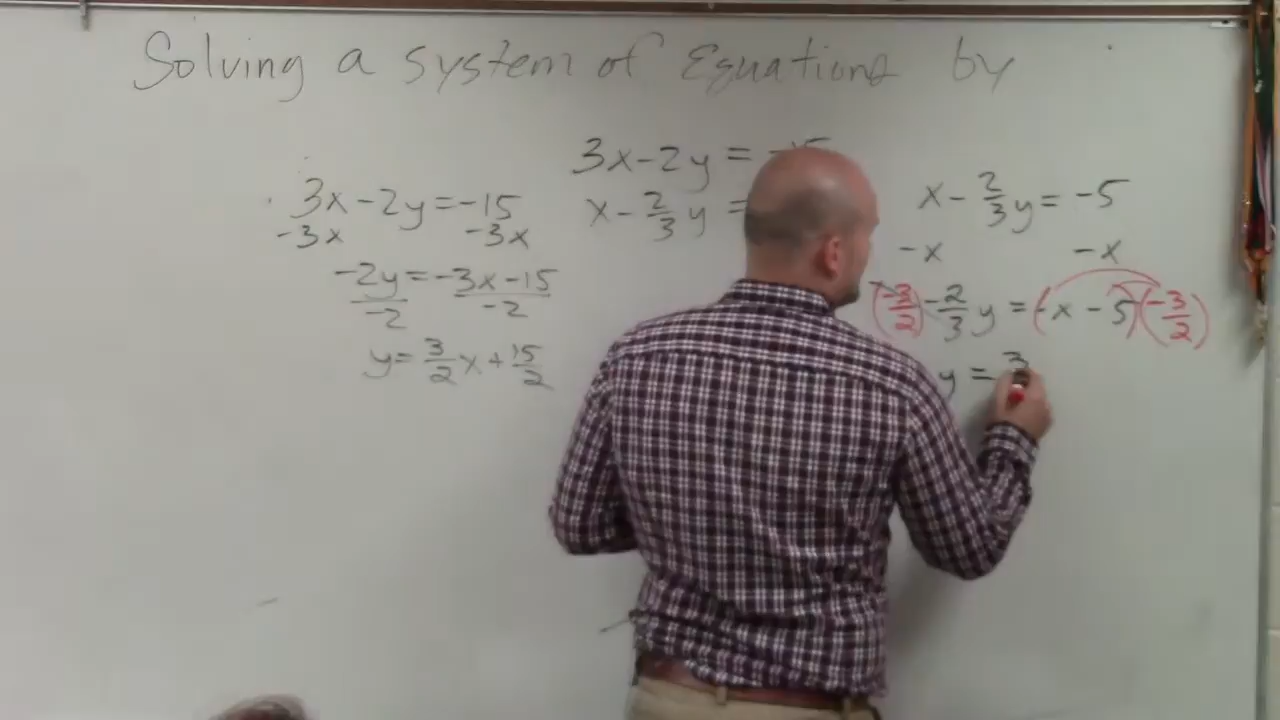 Solving a system of Equations by
3x-2y = -15
x - 2/3 y =
3x-2y=-15
-3x -3x
-2y = -3x-15
-2 -2
y = 3/2 x + 15/2
x - 2/3 y = -5
-x -x
(-3/2) -2/3 y = (-x - 5)(-3/2)
y = 3